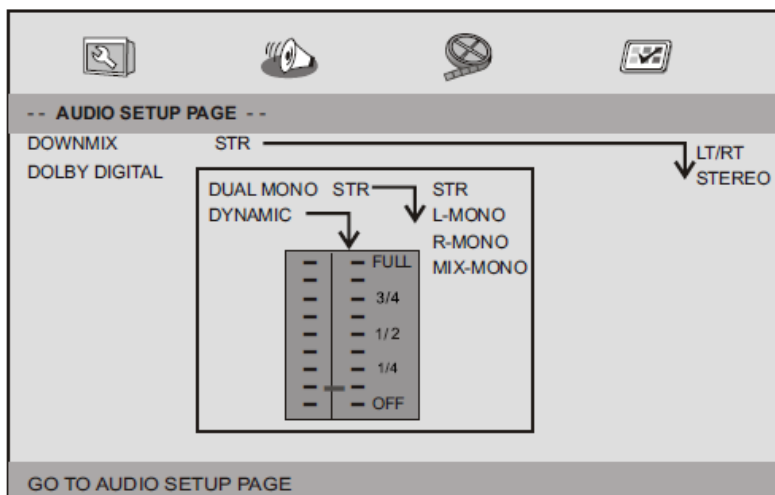 -- AUDIO SETUP PAGE --
DOWNMIX STR LT/RT
DOLBY DIGITAL STEREO
DUAL MONO STR STR
DYNAMIC L-MONO
R-MONO
FULL MIX-MONO
3/4
1/2
1/4
OFF
GO TO AUDIO SETUP PAGE